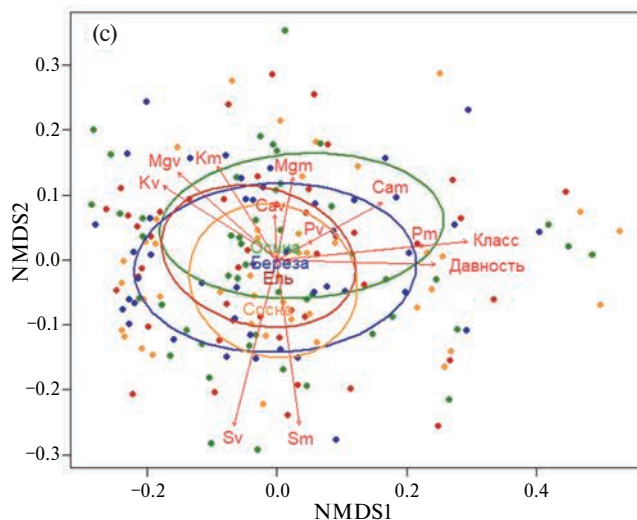 (c)
0.3
0.2
0.1
0.0
−0.1
−0.2
−0.3
NMDS2
Mgv
Km
Mgm
Kv
Cam
Cav
Pv
Pm
Класс
Осина
Береза
Давность
Ель
Сосна
Sv
Sm
−0.2
0.0
0.2
0.4
NMDS1